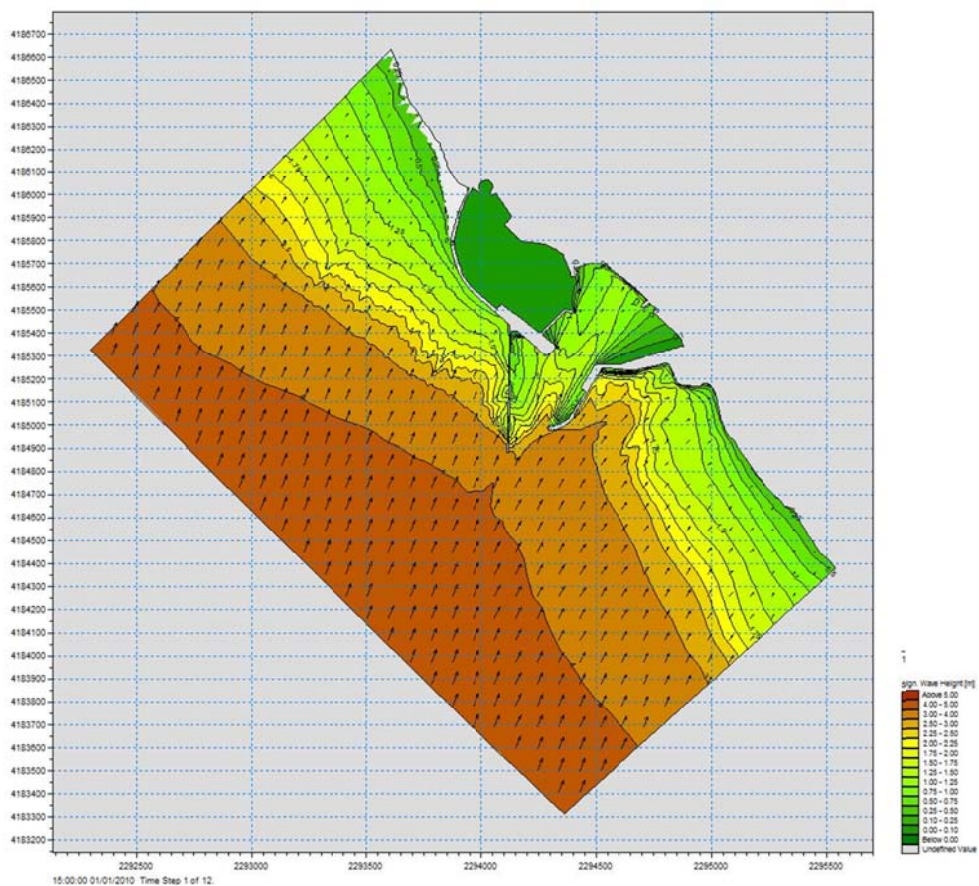 4186700
4186600
4186500
4186400
4186300
4186200
4186100
4186000
4185900
4185800
4185700
4185600
4185500
4185400
4185300
4185200
4185100
4185000
4184900
4184800
4184700
4184600
4184500
4184400
4184300
4184200
4184100
4184000
4183900
4183800
4183700
4183600
4183500
4183400
4183300
4183200
2292500 2293000 2293500 2294000 2294500 2295000 2295500
15:00:00 01/01/2010 Time Step 1 of 12.
1
sign. Wave Height [m]
Above 5.00
4.00 - 5.00
3.00 - 4.00
2.50 - 3.00
2.25 - 2.50
2.00 - 2.25
1.75 - 2.00
1.50 - 1.75
1.25 - 1.50
1.00 - 1.25
0.75 - 1.00
0.50 - 0.75
0.25 - 0.50
0.10 - 0.25
0.00 - 0.10
Below 0.00
Undefined Value